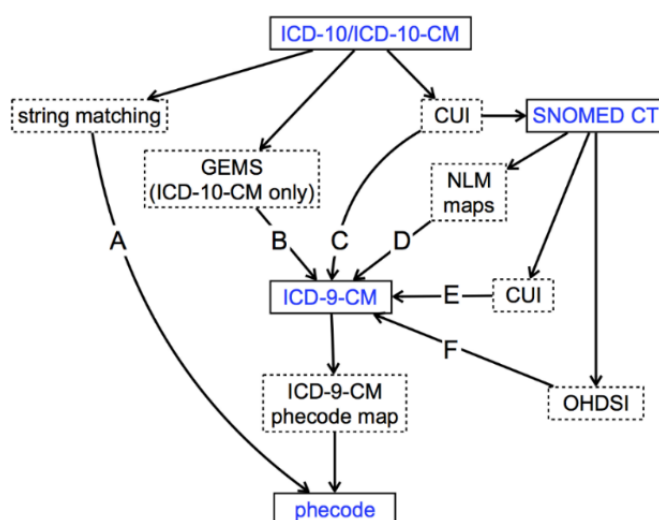 ICD-10/ICD-10-CM
string matching
CUI
SNOMED CT
GEMS
(ICD-10-CM only)
NLM
maps
A
B
C
D
ICD-9-CM
E
CUI
F
ICD-9-CM
phecode map
OHDSI
phecode